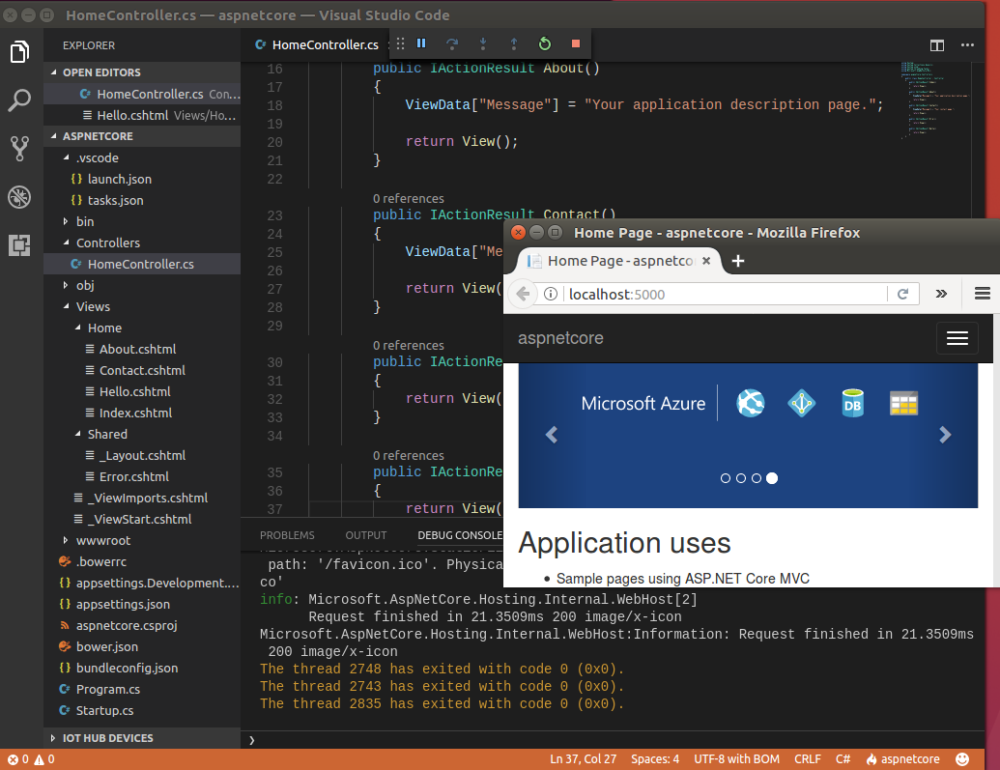 HomeController.cs — aspnetcore — Visual Studio Code
EXPLORER
OPEN EDITORS
HomeController.cs Con...
Hello.cshtml Views/Ho...
ASPNETCORE
.vscode
{} launch.json
{} tasks.json
bin
Controllers
HomeController.cs
obj
Views
Home
About.cshtml
Contact.cshtml
Hello.cshtml
Index.cshtml
Shared
_Layout.cshtml
Error.cshtml
_ViewImports.cshtml
_ViewStart.cshtml
wwwroot
.bowerrc
{} appsettings.Development....
{} appsettings.json
aspnetcore.csproj
bower.json
{} bundleconfig.json
Program.cs
Startup.cs
IOT HUB DEVICES
HomeController.cs
16 public IActionResult About()
17 {
18 ViewData["Message"] = "Your application description page.";
19
20 return View();
21 }
22
0 references
23 public IActionResult Contact()
24 {
25 ViewData["Me
26
27 return View(
28 }
29
0 references
30 public IActionRe
31 {
32 return View(
33 }
34
0 references
35 public IActionRe
36 {
37 return View(
PROBLEMS OUTPUT DEBUG CONSOLE
path: '/favicon.ico'. Physica
co'
info: Microsoft.AspNetCore.Hosting.Internal.WebHost[2]
Request finished in 21.3509ms 200 image/x-icon
Microsoft.AspNetCore.Hosting.Internal.WebHost:Information: Request finished in 21.3509ms
200 image/x-icon
The thread 2748 has exited with code 0 (0x0).
The thread 2743 has exited with code 0 (0x0).
The thread 2835 has exited with code 0 (0x0).
❯
Home Page - aspnetcore - Mozilla Firefox
Home Page - aspnetco
localhost:5000
aspnetcore
Microsoft Azure
DB
Application uses
• Sample pages using ASP.NET Core MVC
0 0 Ln 37, Col 27 Spaces: 4 UTF-8 with BOM CRLF C# aspnetcore